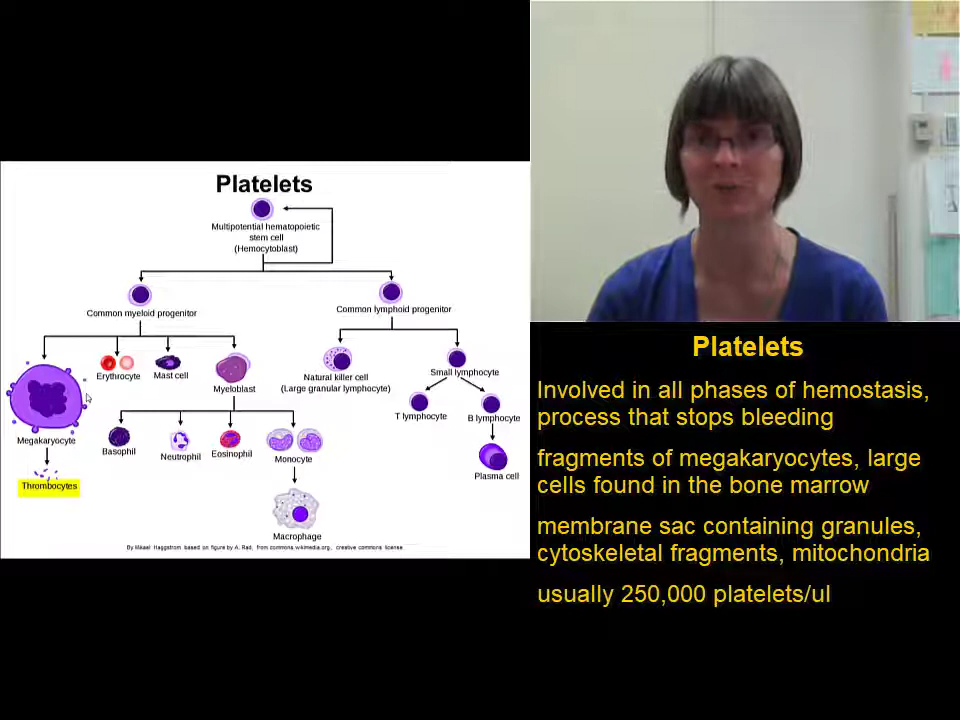 Platelets
Multipotential hematopoietic
stem cell
(Hemocytoblast)
Common myeloid progenitor
Common lymphoid progenitor
Erythrocyte
Mast cell
Myeloblast
Natural killer cell
(Large granular lymphocyte)
Small lymphocyte
T lymphocyte
B lymphocyte
Megakaryocyte
Basophil
Neutrophil
Eosinophil
Monocyte
Plasma cell
Thrombocytes
Macrophage
By Mikael Haggstrom based on figure by A. Rad, from commons.wikimedia.org, creative commons license
Platelets
Involved in all phases of hemostasis,
process that stops bleeding
fragments of megakaryocytes, large
cells found in the bone marrow
membrane sac containing granules,
cytoskeletal fragments, mitochondria
usually 250,000 platelets/ul